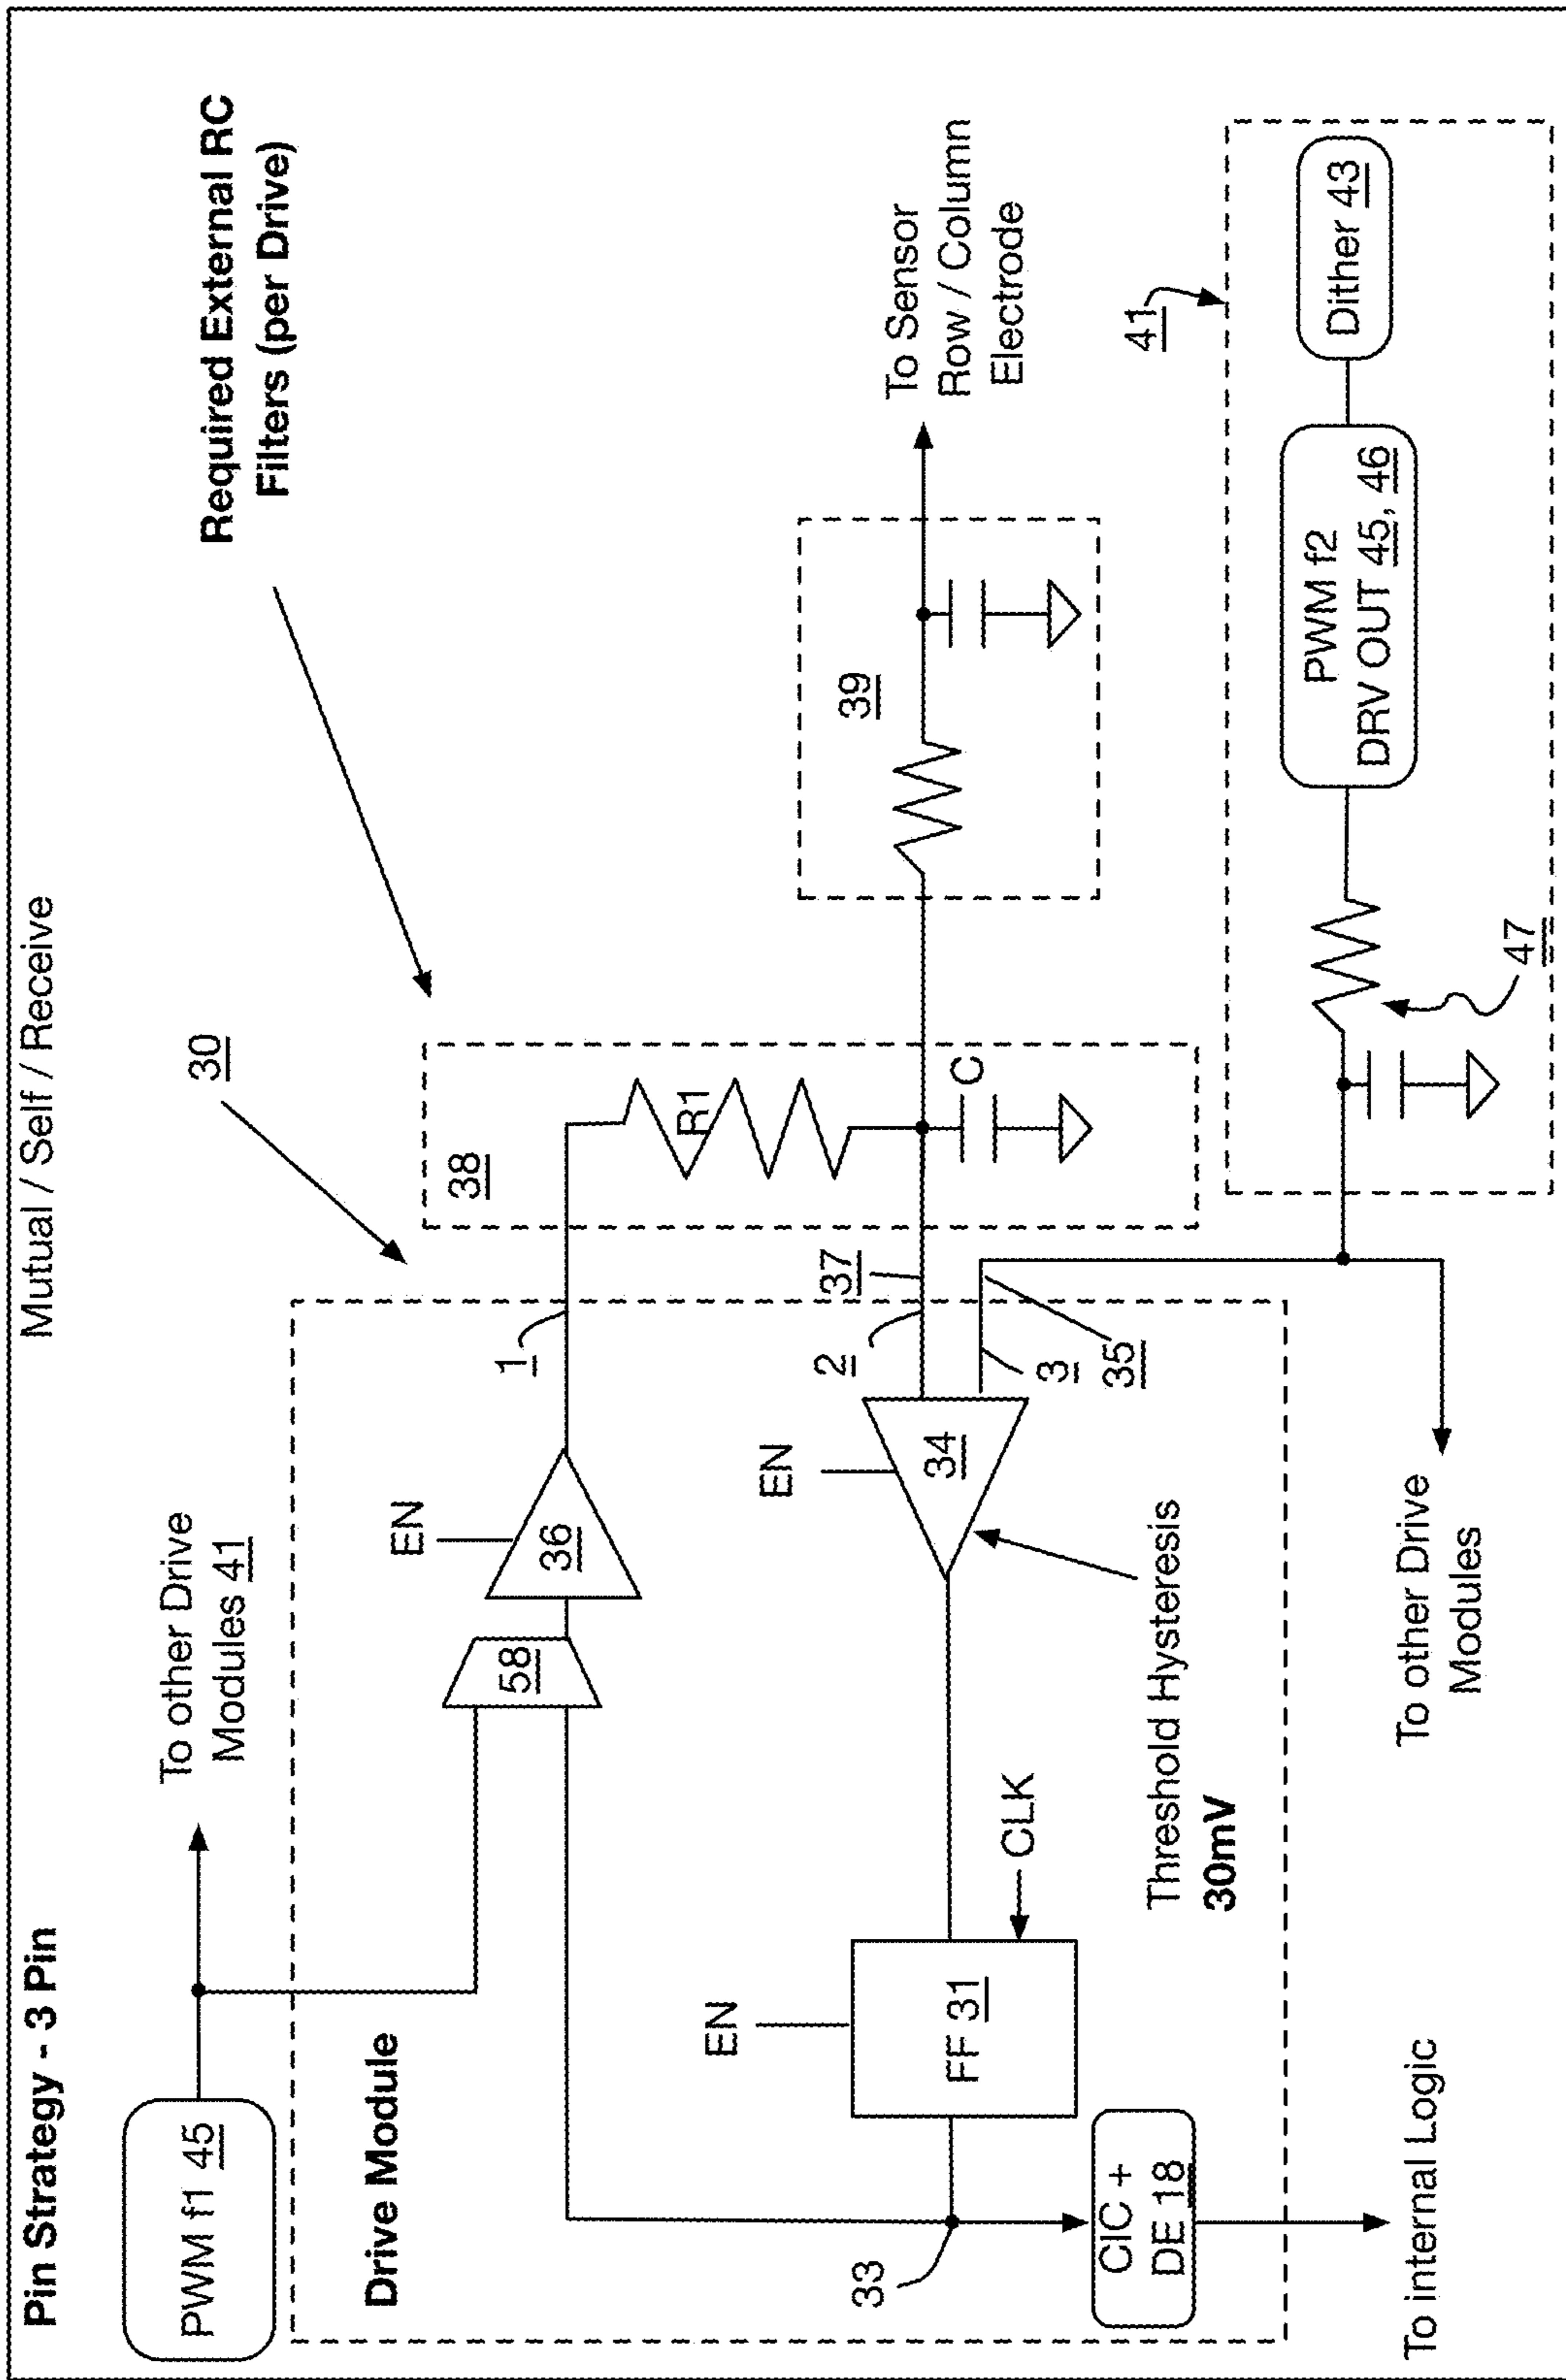 Pin Strategy - 3 Pin
Mutual / Self / Receive
PWM f1 45
To other Drive
Modules 41
30
Required External RC
Filters (per Drive)
Drive Module
58
EN
36
1
38
R1
C
39
To Sensor
Row / Column
Electrode
EN
FF 31
CLK
EN
34
2
37
3
35
33
CIC +
DE 18
Threshold Hysteresis
30mV
41
PWM f2
DRV OUT 45, 46
Dither 43
47
To internal Logic
To other Drive
Modules